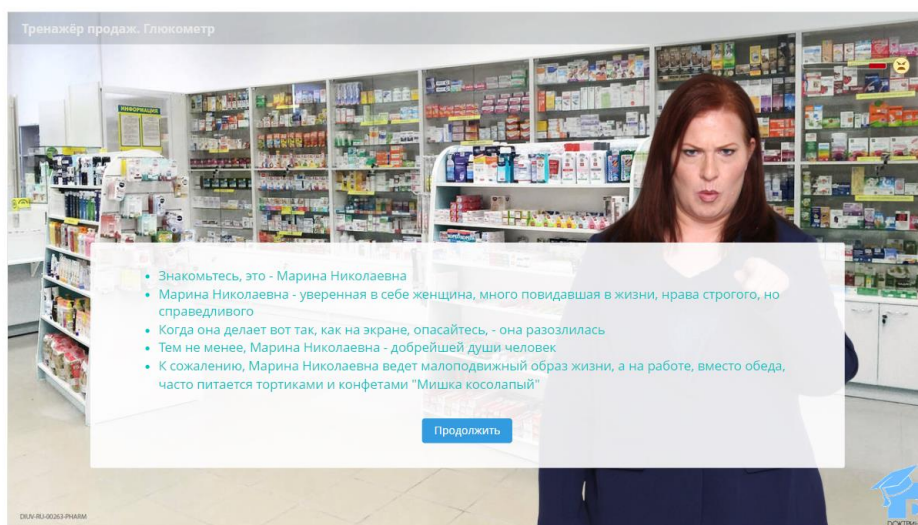 Тренажёр продаж. Глюкометр
ИНФОРМАЦИЯ
• Знакомьтесь, это - Марина Николаевна
• Марина Николаевна - уверенная в себе женщина, много повидавшая в жизни, нрава строгого, но
справедливого
• Когда она делает вот так, как на экране, опасайтесь, - она разозлилась
• Тем не менее, Марина Николаевна - добрейшей души человек
• К сожалению, Марина Николаевна ведет малоподвижный образ жизни, а на работе, вместо обеда,
часто питается тортиками и конфетами "Мишка косолапый"
Продолжить
DIUV-RU-00263-PHARM